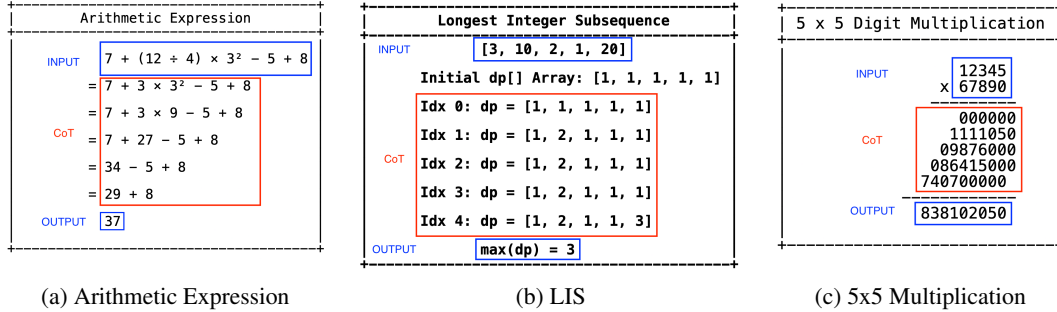 Arithmetic Expression
INPUT 7 + (12 ÷ 4) × 3² − 5 + 8
= 7 + 3 × 3² − 5 + 8
= 7 + 3 × 9 − 5 + 8
CoT
= 7 + 27 − 5 + 8
= 34 − 5 + 8
= 29 + 8
OUTPUT 37
(a) Arithmetic Expression
Longest Integer Subsequence
INPUT [3, 10, 2, 1, 20]
Initial dp[] Array: [1, 1, 1, 1, 1]
Idx 0: dp = [1, 1, 1, 1, 1]
Idx 1: dp = [1, 2, 1, 1, 1]
CoT Idx 2: dp = [1, 2, 1, 1, 1]
Idx 3: dp = [1, 2, 1, 1, 1]
Idx 4: dp = [1, 2, 1, 1, 3]
OUTPUT max(dp) = 3
(b) LIS
5 x 5 Digit Multiplication
INPUT 12345
x 67890
000000
CoT 1111050
09876000
086415000
740700000
OUTPUT 838102050
(c) 5x5 Multiplication